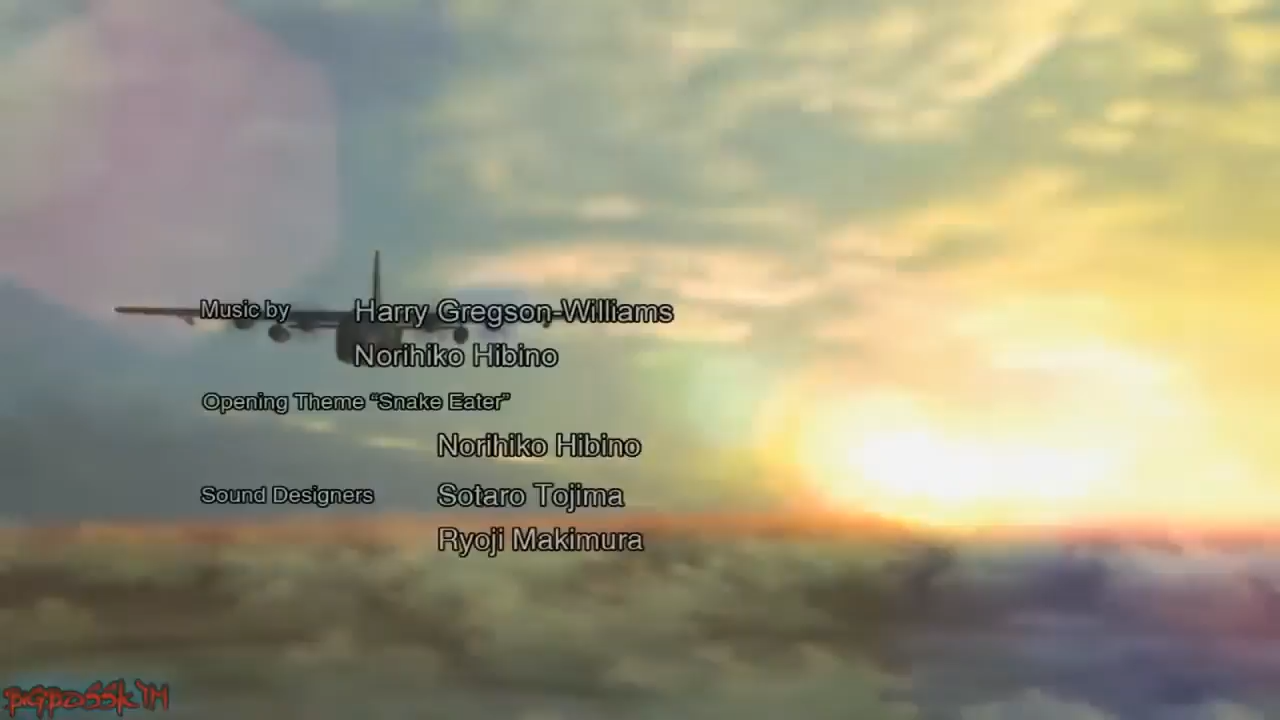 Music by Harry Gregson-Williams
Norihiko Hibino
Opening Theme “Snake Eater”
Norihiko Hibino
Sound Designers Sotaro Tojima
Ryoji Makimura